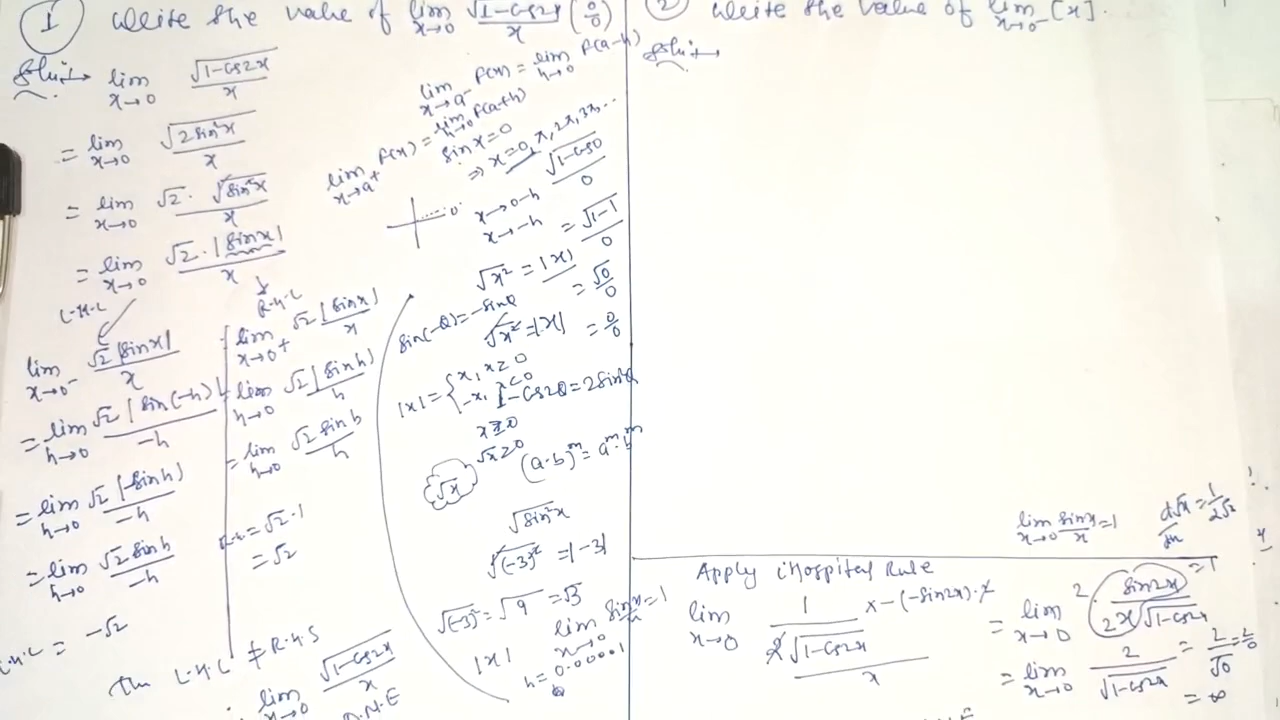 ① Write the value of lim x→0 √(1-cos2x)/x (0/0)
Solution→ lim x→0 √(1-cos2x)/x
= lim x→0 √(2sin²x)/x
= lim x→0 √2·√(sin²x)/x
= lim x→0 √2·|sinx|/x
L.H.L
lim x→0⁻ √2|sinx|/x
= lim h→0 √2|sin(-h)|/-h
= lim h→0 √2|-sinh|/-h
= lim h→0 √2 sinh/-h
L.H.L = -√2
R.H.L
lim x→0+ √2|sinx|/x
lim h→0 √2|sinh|/h
= lim h→0 √2 sinh/h
R.H.L = √2·1
= √2
The L.H.L ≠ R.H.S
∴ lim x→0 √(1-cos2x)/x
D.N.E
lim x→a⁻ f(x) = lim h→0 f(a-h)
lim x→a+ f(x) = lim h→0 f(a+h)
sinx=0
⇒ x=0, π, 2π, 3π, ...
x→0-h
x→-h
√(1-cos0)/0
= √(1-1)/0
= √0/0
= 0/0
√x² = |x|
sin(-θ)=-sinθ
√x²=|x|
|x| = { x, x≥0
-x, x<0
1-cos2θ=2sin²θ
x≥0
√x≥0
√x
(a·b)^m = a^m·b^m
√(sin²x)
√(-3)² = |-3|
√(-3)² = √9 = 3
|x|
lim x→0 sinx/x=1
h=0.00001
② Write the value of lim x→0⁻ [x].
Solution→
lim x→0 sinx/x=1
d√x/dx = 1/2√x
Apply L'Hospital Rule
lim x→0 1/(2√(1-cos2x)) x-(-sin2x)·2 / x
= lim x→0 2·sin2x/(2x√(1-cos2x)) =1
= lim x→0 2/√(1-cos2x) = 2/√0 = 2/0
= ∞